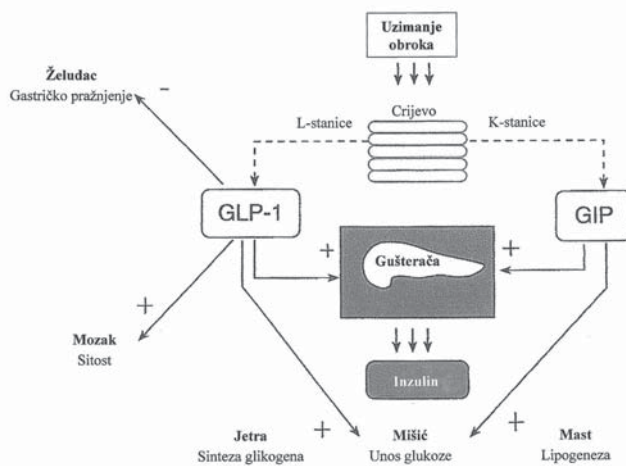 Uzimanje
obroka
Želudac
Gastričko pražnjenje
–
Crijevo
L-stanice
K-stanice
GLP-1
GIP
+
+
Gušterača
+
Mozak
Sitost
Inzulin
Jetra
Sinteza glikogena
+
Mišić
Unos glukoze
+
Mast
Lipogeneza